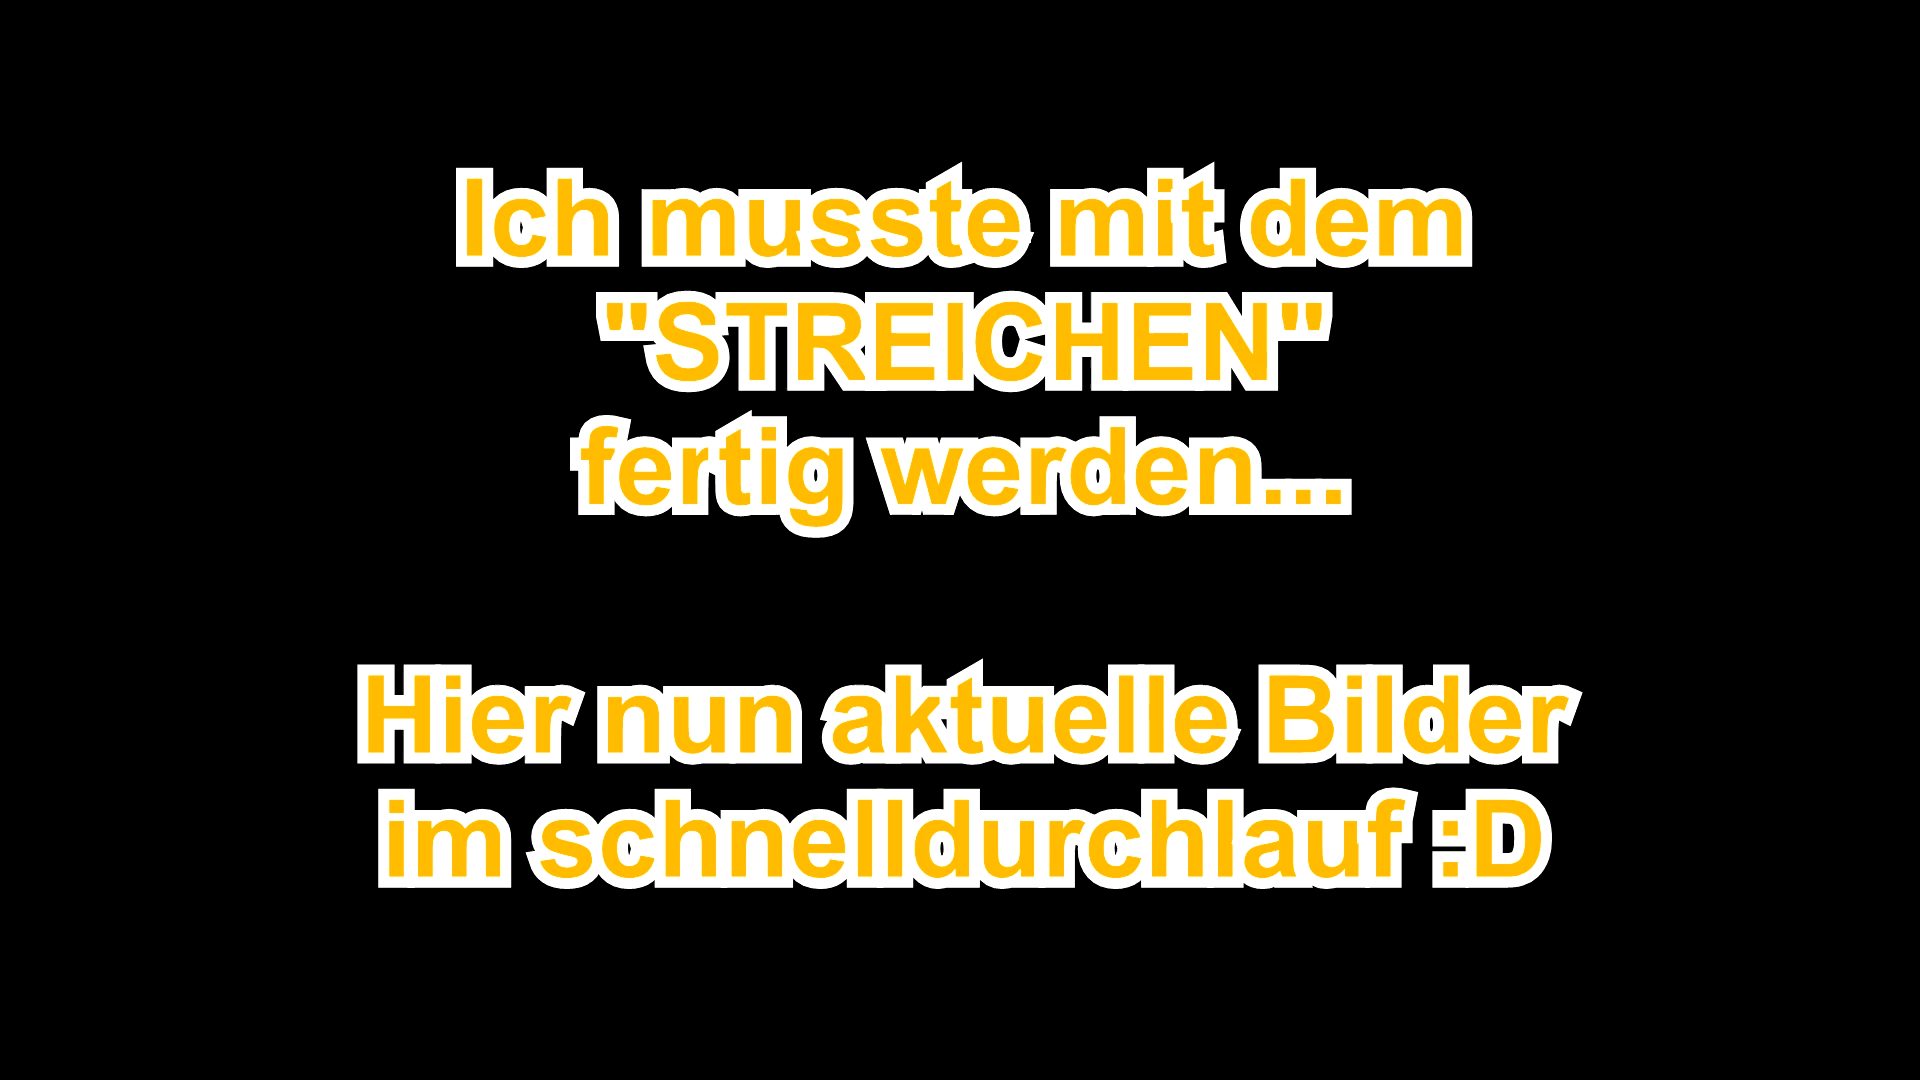 Ich musste mit dem
"STREICHEN"
fertig werden...
Hier nun aktuelle Bilder
im schnelldurchlauf :D